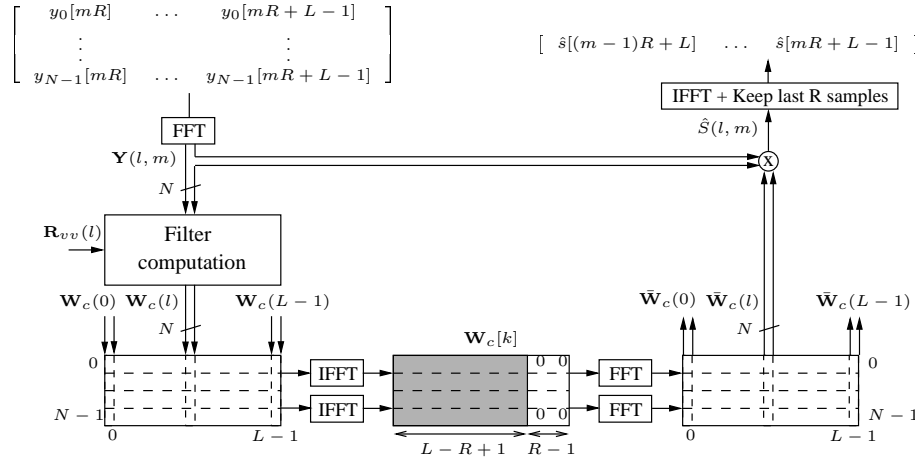 y_0[mR] … y_0[mR + L − 1]
⋮ ⋮
y_{N−1}[mR] … y_{N−1}[mR + L − 1]
[ ŝ[(m − 1)R + L] … ŝ[mR + L − 1] ]
IFFT + Keep last R samples
Ŝ(l, m)
FFT
Y(l, m)
X
N
R_{vv}(l)
Filter
computation
W_c(0) W_c(l) W_c(L − 1)
N
W̄_c(0) W̄_c(l) W̄_c(L − 1)
N
W_c[k]
0
0 0
0
IFFT
FFT
IFFT
FFT
N − 1
0 0
N − 1
0 L − 1
L − R + 1 R − 1
0 L − 1